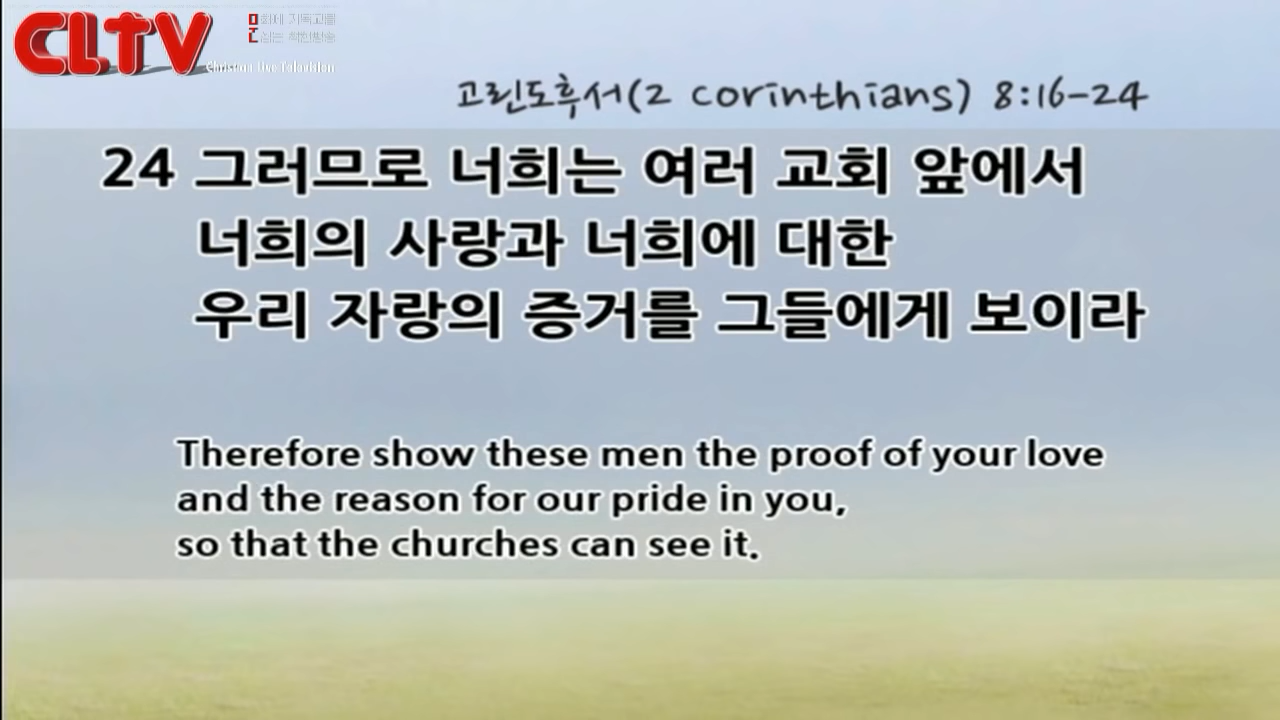 CLTV
Christian Live Television
고린도후서(2 corinthians) 8:16-24
24 그러므로 너희는 여러 교회 앞에서
너희의 사랑과 너희에 대한
우리 자랑의 증거를 그들에게 보이라
Therefore show these men the proof of your love
and the reason for our pride in you,
so that the churches can see it.